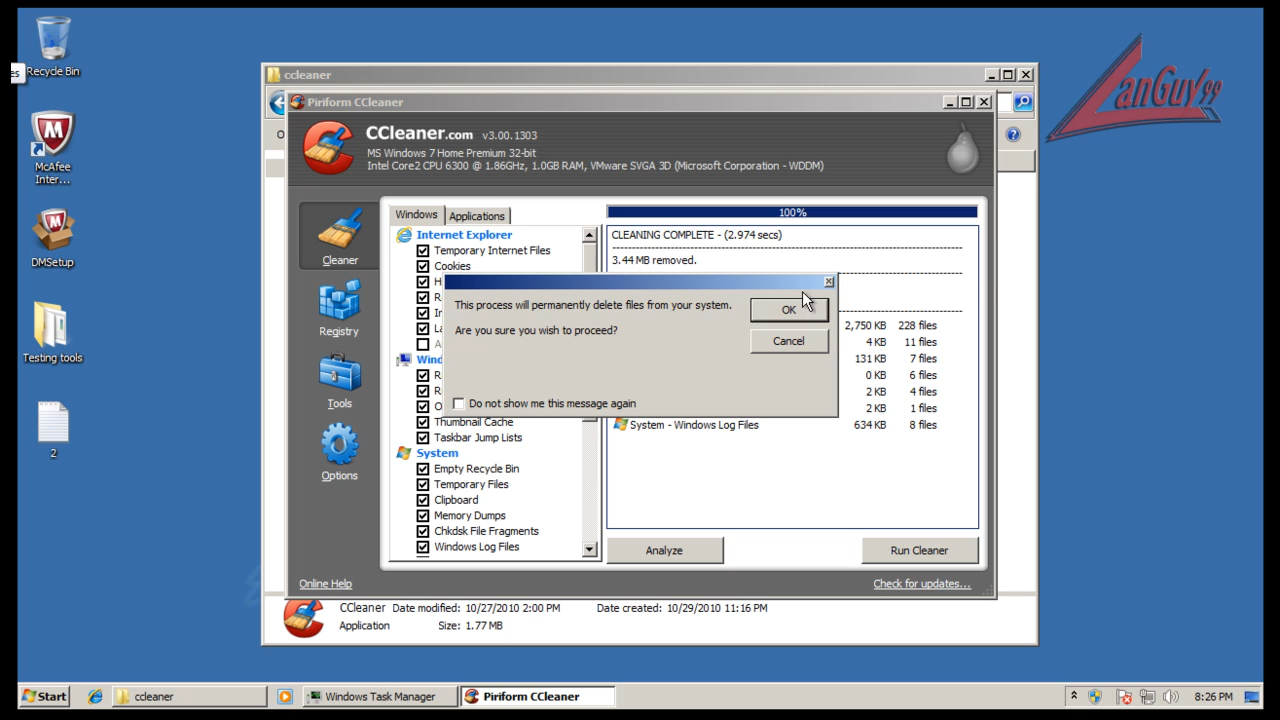 Recycle Bin
es
McAfee
Inter...
DMSetup
Testing tools
2
LanGuy99
ccleaner
Piriform CCleaner
CCleaner.com v3.00.1303
MS Windows 7 Home Premium 32-bit
Intel Core2 CPU 6300 @ 1.86GHz, 1.0GB RAM, VMware SVGA 3D (Microsoft Corporation - WDDM)
Cleaner
Registry
Tools
Options
Windows
Applications
Internet Explorer
Temporary Internet Files
Cookies
H
R
In
La
A
Wind
R
R
O
Thumbnail Cache
Taskbar Jump Lists
System
Empty Recycle Bin
Temporary Files
Clipboard
Memory Dumps
Chkdsk File Fragments
Windows Log Files
100%
CLEANING COMPLETE - (2.974 secs)
3.44 MB removed.
This process will permanently delete files from your system.
Are you sure you wish to proceed?
OK
Cancel
Do not show me this message again
2,750 KB 228 files
4 KB 11 files
131 KB 7 files
0 KB 6 files
2 KB 4 files
2 KB 1 files
System - Windows Log Files 634 KB 8 files
Analyze
Run Cleaner
Online Help
Check for updates...
CCleaner Date modified: 10/27/2010 2:00 PM Date created: 10/29/2010 11:16 PM
Application Size: 1.77 MB
Start
ccleaner
Windows Task Manager
Piriform CCleaner
8:26 PM